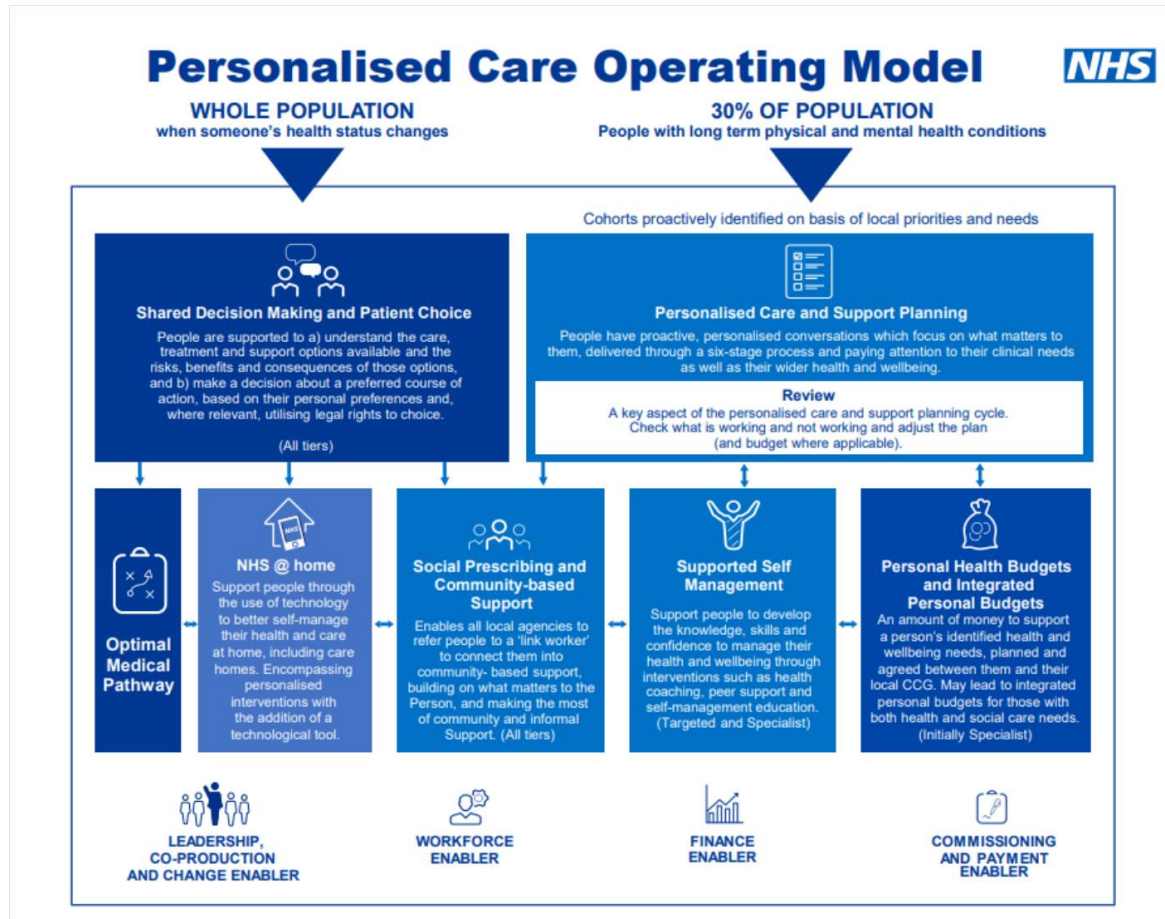 Personalised Care Operating Model
NHS
WHOLE POPULATION
when someone's health status changes
30% OF POPULATION
People with long term physical and mental health conditions
Cohorts proactively identified on basis of local priorities and needs
Shared Decision Making and Patient Choice
People are supported to a) understand the care,
treatment and support options available and the
risks, benefits and consequences of those options,
and b) make a decision about a preferred course of
action, based on their personal preferences and,
where relevant, utilising legal rights to choice.
(All tiers)
Personalised Care and Support Planning
People have proactive, personalised conversations which focus on what matters to
them, delivered through a six-stage process and paying attention to their clinical needs
as well as their wider health and wellbeing.
Review
A key aspect of the personalised care and support planning cycle.
Check what is working and not working and adjust the plan
(and budget where applicable).
Optimal
Medical
Pathway
NHS
NHS @ home
Support people through
the use of technology
to better self-manage
their health and care
at home, including care
homes. Encompassing
personalised
interventions with
the addition of a
technological tool.
Social Prescribing and
Community-based
Support
Enables all local agencies to
refer people to a 'link worker'
to connect them into
community- based support,
building on what matters to the
Person, and making the most
of community and informal
Support. (All tiers)
Supported Self
Management
Support people to develop
the knowledge, skills and
confidence to manage their
health and wellbeing through
interventions such as health
coaching, peer support and
self-management education.
(Targeted and Specialist)
Personal Health Budgets
and Integrated
Personal Budgets
An amount of money to support
a person's identified health and
wellbeing needs, planned and
agreed between them and their
local CCG. May lead to integrated
personal budgets for those with
both health and social care needs.
(Initially Specialist)
LEADERSHIP,
CO-PRODUCTION
AND CHANGE ENABLER
WORKFORCE
ENABLER
FINANCE
ENABLER
COMMISSIONING
AND PAYMENT
ENABLER